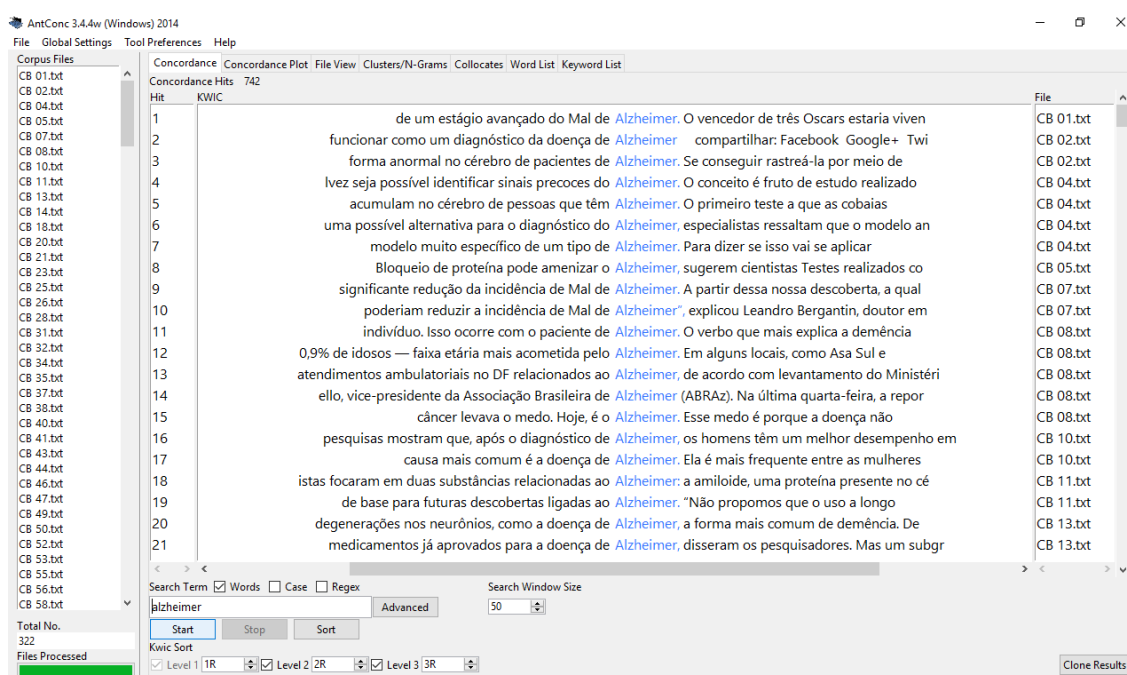 AntConc 3.4.4w (Windows) 2014
File Global Settings Tool Preferences Help
Corpus Files
CB 01.txt
CB 02.txt
CB 04.txt
CB 05.txt
CB 07.txt
CB 08.txt
CB 10.txt
CB 11.txt
CB 13.txt
CB 14.txt
CB 18.txt
CB 20.txt
CB 21.txt
CB 23.txt
CB 25.txt
CB 26.txt
CB 28.txt
CB 31.txt
CB 32.txt
CB 34.txt
CB 35.txt
CB 37.txt
CB 38.txt
CB 40.txt
CB 41.txt
CB 43.txt
CB 44.txt
CB 46.txt
CB 47.txt
CB 49.txt
CB 50.txt
CB 52.txt
CB 53.txt
CB 55.txt
CB 56.txt
CB 58.txt
Total No.
322
Files Processed
Concordance Concordance Plot File View Clusters/N-Grams Collocates Word List Keyword List
Concordance Hits 742
Hit KWIC File
1 de um estágio avançado do Mal de Alzheimer. O vencedor de três Oscars estaria viven CB 01.txt
2 funcionar como um diagnóstico da doença de Alzheimer compartilhar: Facebook Google+ Twi CB 02.txt
3 forma anormal no cérebro de pacientes de Alzheimer. Se conseguir rastreá-la por meio de CB 02.txt
4 lvez seja possível identificar sinais precoces do Alzheimer. O conceito é fruto de estudo realizado CB 04.txt
5 acumulam no cérebro de pessoas que têm Alzheimer. O primeiro teste a que as cobaias CB 04.txt
6 uma possível alternativa para o diagnóstico do Alzheimer, especialistas ressaltam que o modelo an CB 04.txt
7 modelo muito específico de um tipo de Alzheimer. Para dizer se isso vai se aplicar CB 04.txt
8 Bloqueio de proteína pode amenizar o Alzheimer, sugerem cientistas Testes realizados co CB 05.txt
9 significante redução da incidência de Mal de Alzheimer. A partir dessa nossa descoberta, a qual CB 07.txt
10 poderiam reduzir a incidência de Mal de Alzheimer", explicou Leandro Bergantin, doutor em CB 07.txt
11 indivíduo. Isso ocorre com o paciente de Alzheimer. O verbo que mais explica a demência CB 08.txt
12 0,9% de idosos — faixa etária mais acometida pelo Alzheimer. Em alguns locais, como Asa Sul e CB 08.txt
13 atendimentos ambulatoriais no DF relacionados ao Alzheimer, de acordo com levantamento do Ministéri CB 08.txt
14 ello, vice-presidente da Associação Brasileira de Alzheimer (ABRAz). Na última quarta-feira, a repor CB 08.txt
15 câncer levava o medo. Hoje, é o Alzheimer. Esse medo é porque a doença não CB 08.txt
16 pesquisas mostram que, após o diagnóstico de Alzheimer, os homens têm um melhor desempenho em CB 10.txt
17 causa mais comum é a doença de Alzheimer. Ela é mais frequente entre as mulheres CB 10.txt
18 istas focaram em duas substâncias relacionadas ao Alzheimer: a amiloide, uma proteína presente no cé CB 11.txt
19 de base para futuras descobertas ligadas ao Alzheimer. “Não propomos que o uso a longo CB 11.txt
20 degenerações nos neurônios, como a doença de Alzheimer, a forma mais comum de demência. De CB 13.txt
21 medicamentos já aprovados para a doença de Alzheimer, disseram os pesquisadores. Mas um subgr CB 13.txt
Search Term Words Case Regex Search Window Size
alzheimer Advanced 50
Start Stop Sort
Kwic Sort
Level 1 1R Level 2 2R Level 3 3R Clone Results